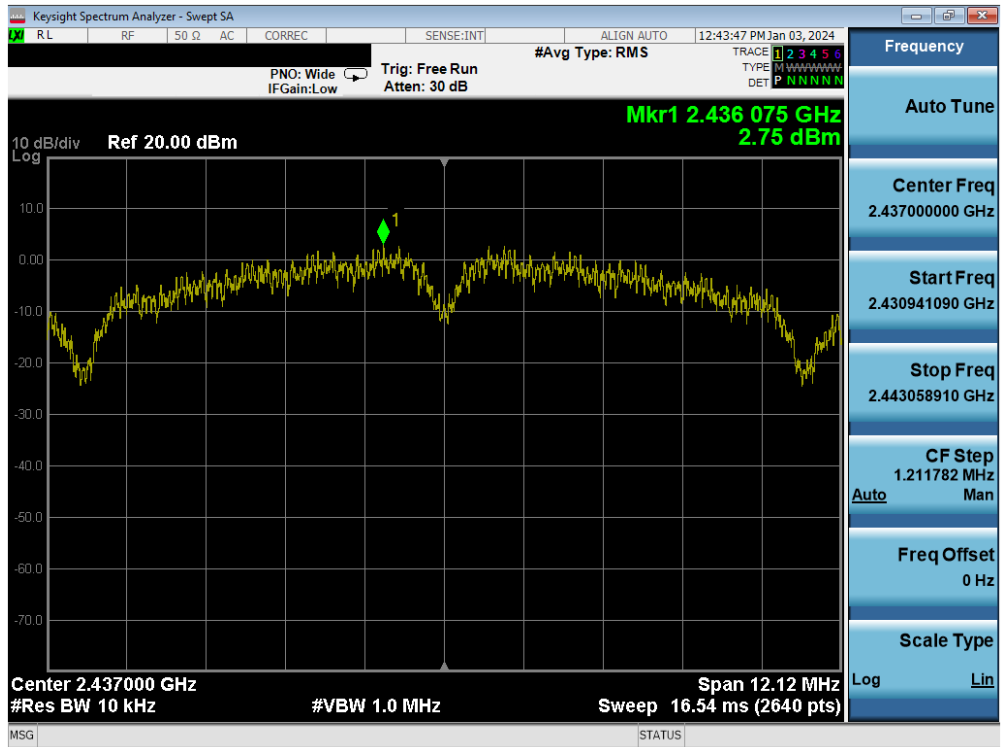 Keysight Spectrum Analyzer - Swept SA
LXI RL RF 50 Ω AC CORREC SENSE:INT ALIGN AUTO 12:43:47 PM Jan 03, 2024
PNO: Wide
IFGain:Low
Trig: Free Run
Atten: 30 dB
#Avg Type: RMS
TRACE 1 2 3 4 5 6
TYPE M WWWWW
DET P N N N N N
Mkr1 2.436 075 GHz
2.75 dBm
10 dB/div
Log
Ref 20.00 dBm
10.0
0.00
-10.0
-20.0
-30.0
-40.0
-50.0
-60.0
-70.0
1
Center 2.437000 GHz
#Res BW 10 kHz
#VBW 1.0 MHz
Span 12.12 MHz
Sweep 16.54 ms (2640 pts)
MSG
STATUS
Frequency
Auto Tune
Center Freq
2.437000000 GHz
Start Freq
2.430941090 GHz
Stop Freq
2.443058910 GHz
CF Step
1.211782 MHz
Auto Man
Freq Offset
0 Hz
Scale Type
Log Lin